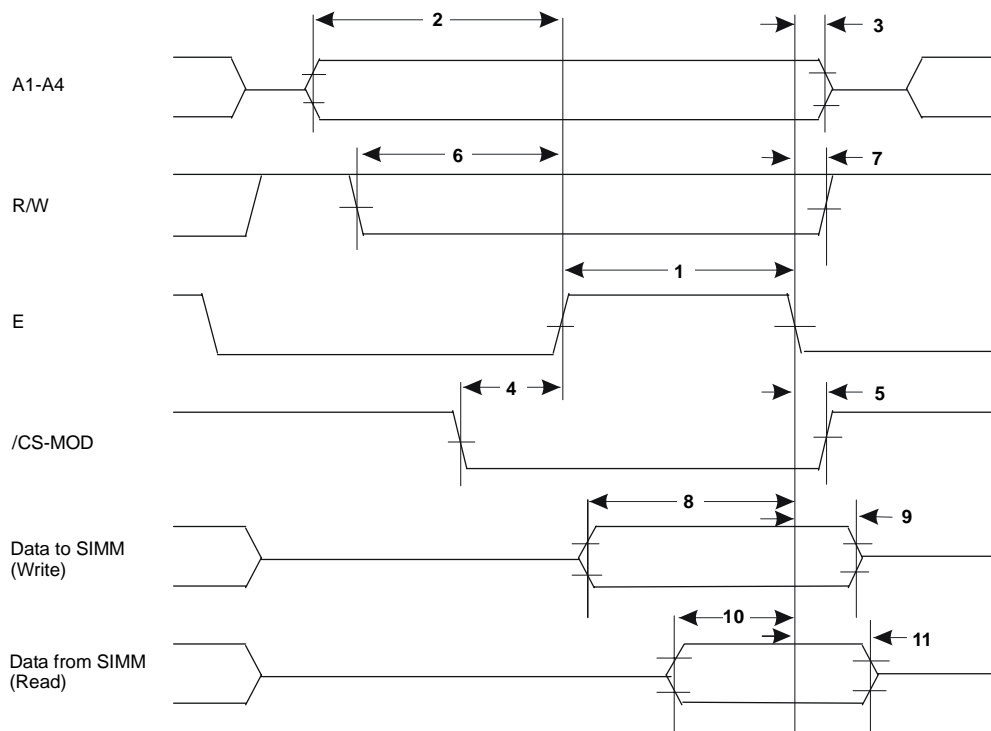 2
3
A1-A4
6
7
R/W
1
E
4
5
/CS-MOD
8
9
Data to SIMM
(Write)
10
11
Data from SIMM
(Read)